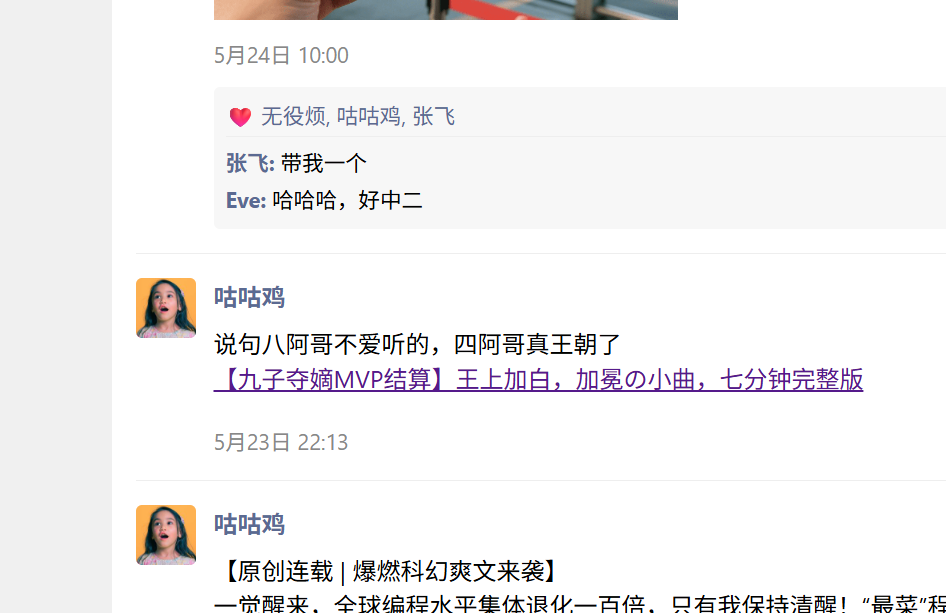 5月24日 10:00
无役烦, 咕咕鸡, 张飞
张飞: 带我一个
Eve: 哈哈哈，好中二
咕咕鸡
说句八阿哥不爱听的，四阿哥真王朝了
【九子夺嫡MVP结算】王上加白，加冕の小曲，七分钟完整版
5月23日 22:13
咕咕鸡
【原创连载 | 爆燃科幻爽文来袭】
一觉醒来，全球编程水平集体退化一百倍，只有我保持清醒！“最菜”程